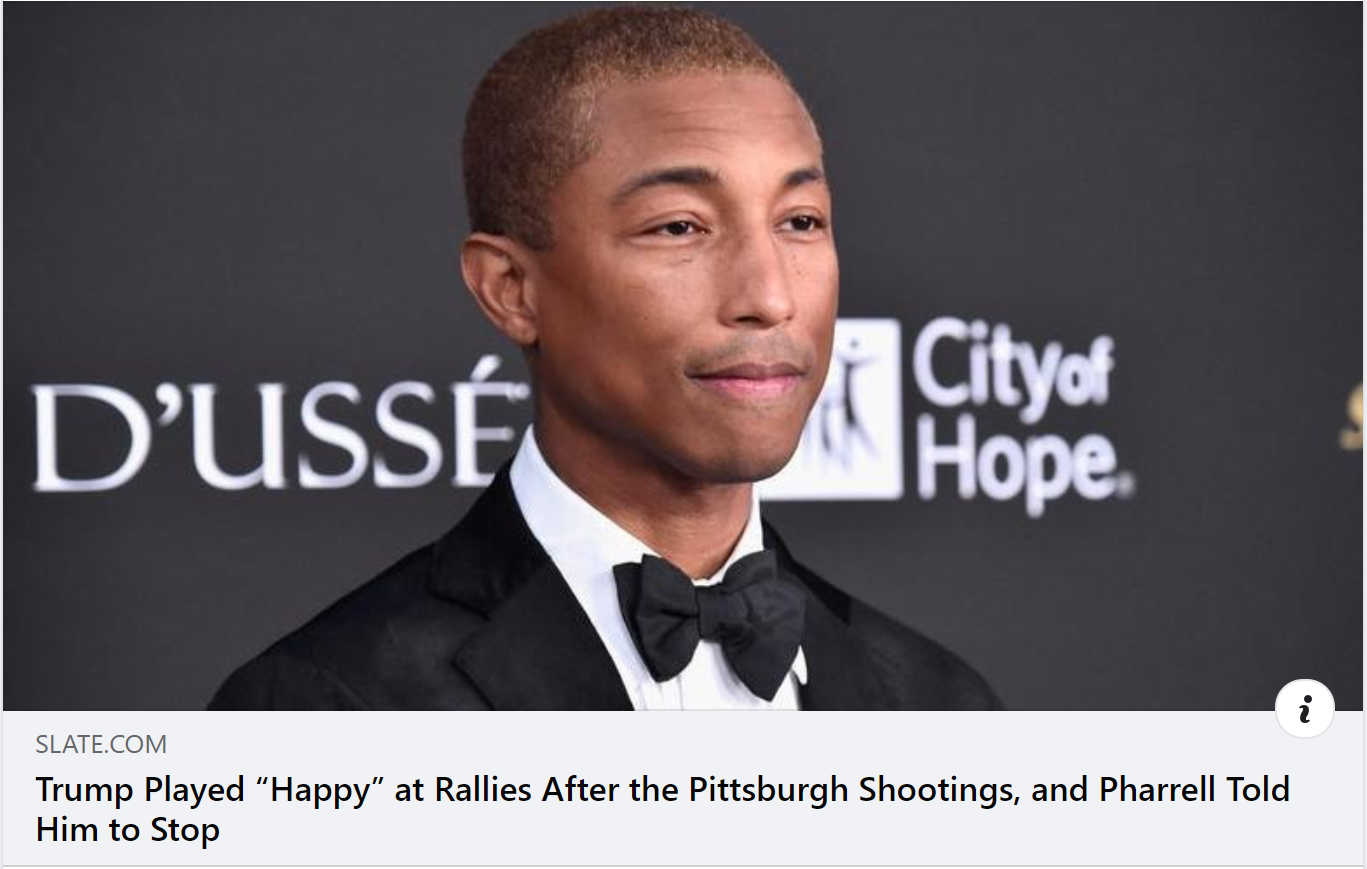 D'USSÉ
City of
Hope.
SLATE.COM
Trump Played “Happy” at Rallies After the Pittsburgh Shootings, and Pharrell Told
Him to Stop